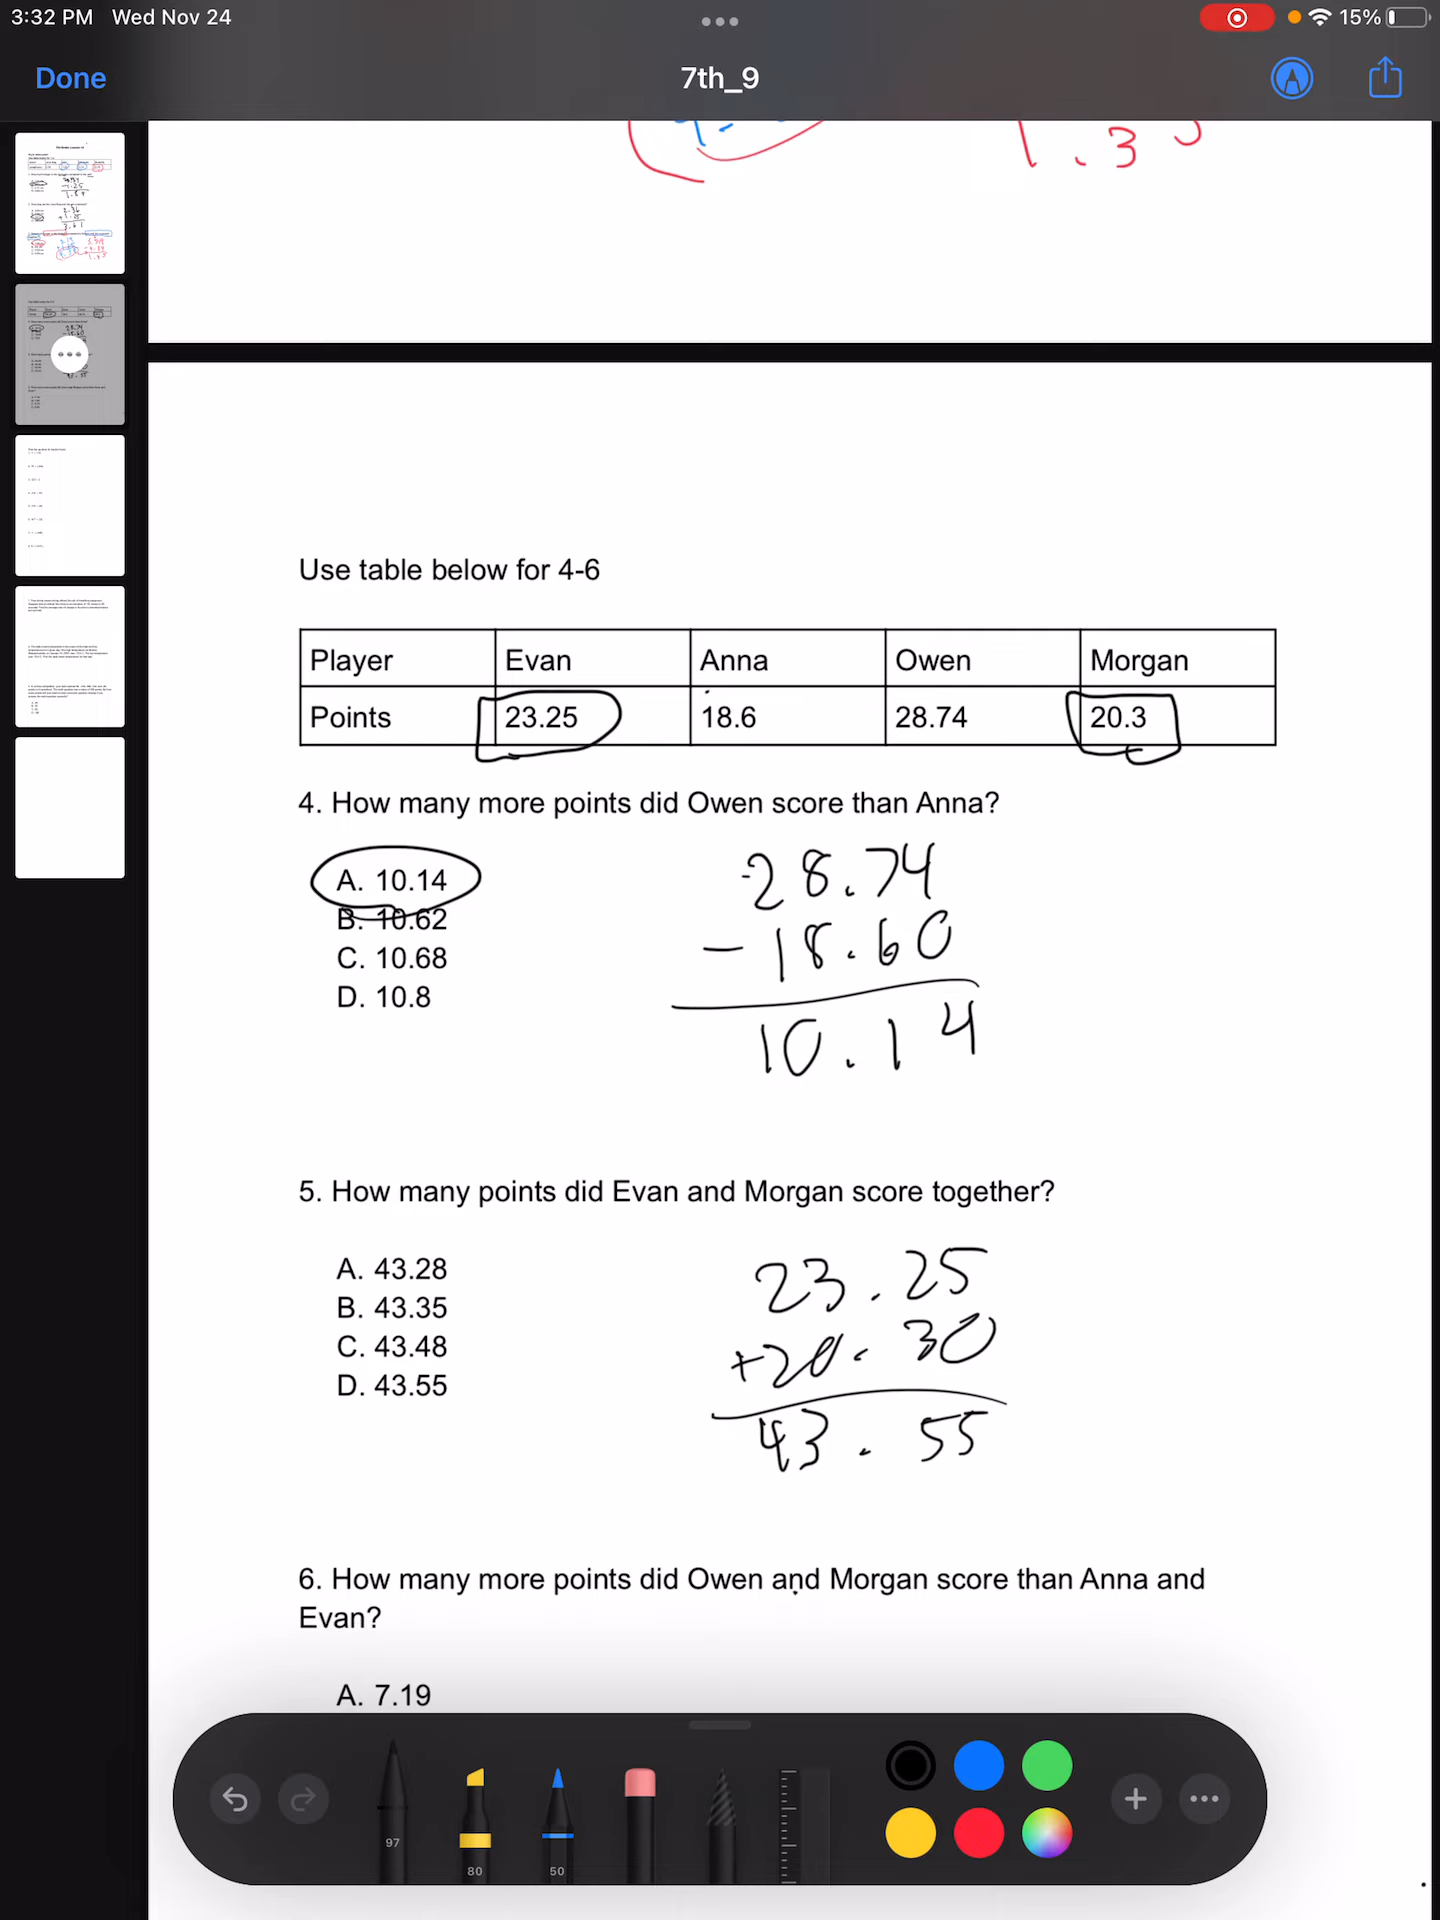 3:32 PM Wed Nov 24
15%
Done
7th_9
1.3
Use table below for 4-6
Player Evan Anna Owen Morgan
Points 23.25 18.6 28.74 20.3
4. How many more points did Owen score than Anna?
A. 10.14
B. 10.62
C. 10.68
D. 10.8
28.74
-18.60
10.14
5. How many points did Evan and Morgan score together?
A. 43.28
B. 43.35
C. 43.48
D. 43.55
23.25
+20.30
43.55
6. How many more points did Owen and Morgan score than Anna and
Evan?
A. 7.19
97
80
50